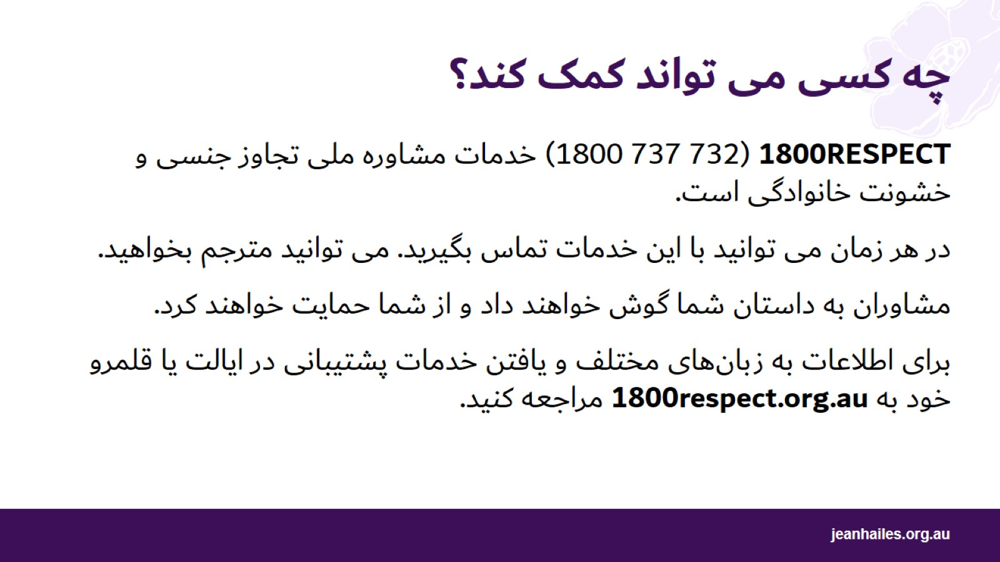 چه کسی می تواند کمک کند؟
1800RESPECT (1800 737 732) خدمات مشاوره ملی تجاوز جنسی و
خشونت خانوادگی است.
در هر زمان می توانید با این خدمات تماس بگیرید. می توانید مترجم بخواهید.
مشاوران به داستان شما گوش خواهند داد و از شما حمایت خواهند کرد.
برای اطلاعات به زبان‌های مختلف و یافتن خدمات پشتیبانی در ایالت یا قلمرو
خود به 1800respect.org.au مراجعه کنید.
jeanhailes.org.au